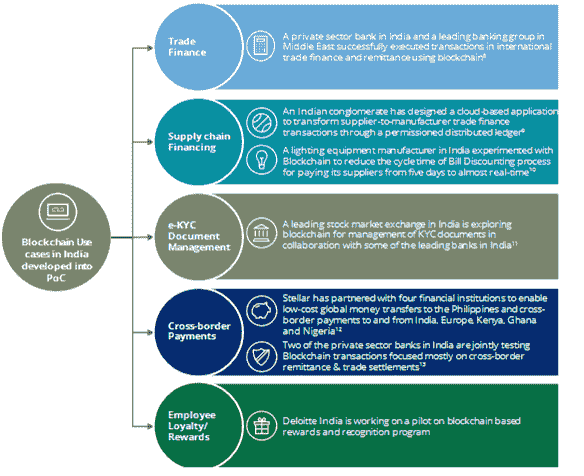 Blockchain Use
cases in India
developed into
PoC
Trade
Finance
A private sector bank in India and a leading banking group in
Middle East successfully executed transactions in international
trade finance and remittance using blockchain⁸
Supply chain
Financing
An Indian conglomerate has designed a cloud-based application
to transform supplier-to-manufacturer trade finance
transactions through a permissioned distributed ledger⁹
A lighting equipment manufacturer in India experimented with
Blockchain to reduce the cycle time of Bill Discounting process
for paying its suppliers from five days to almost real-time¹⁰
e-KYC
Document
Management
A leading stock market exchange in India is exploring
blockchain for management of KYC documents in
collaboration with some of the leading banks in India¹¹
Cross-border
Payments
Stellar has partnered with four financial institutions to enable
low-cost global money transfers to the Philippines and cross-
border payments to and from India, Europe, Kenya, Ghana
and Nigeria¹²
Two of the private sector banks in India are jointly testing
Blockchain transactions focused mostly on cross-border
remittance & trade settlements¹³
Employee
Loyalty/
Rewards
Deloitte India is working on a pilot on blockchain based
rewards and recognition program